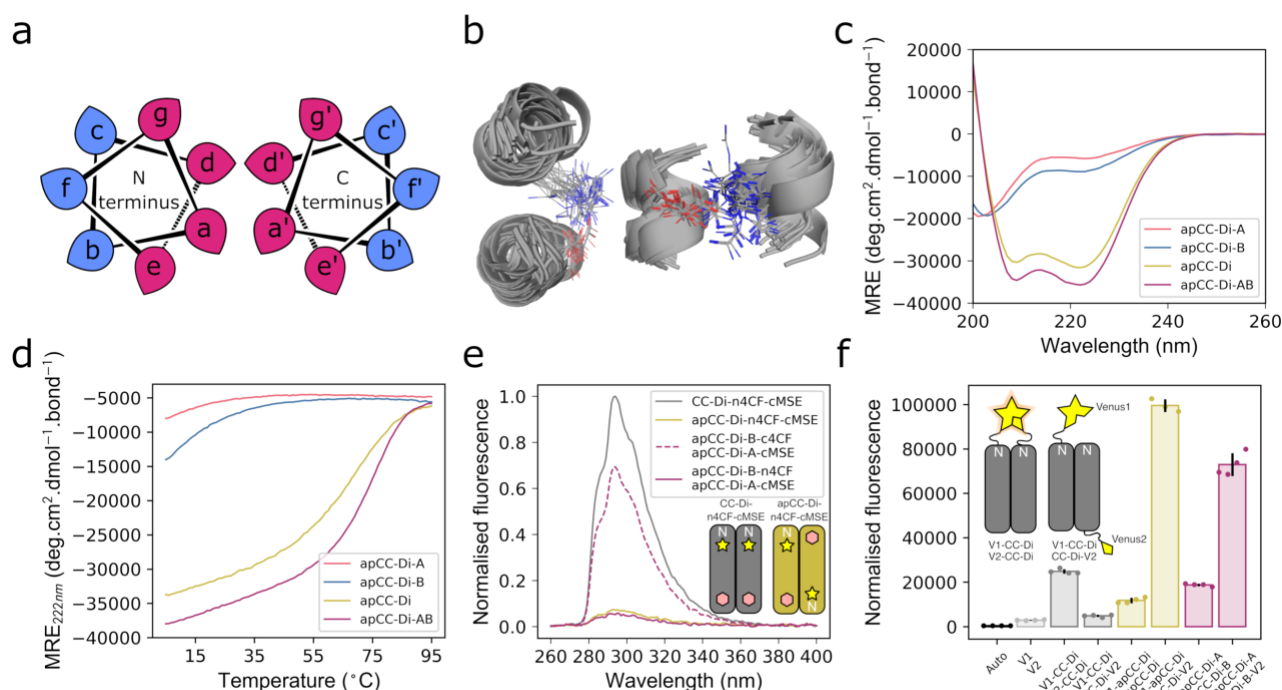 a
g
c
d
N
f
terminus
b
a
e
g'
c'
d'
C
f'
terminus
a'
b'
e'
b
c
MRE (deg.cm².dmol⁻¹.bond⁻¹)
20000
10000
0
−10000
−20000
−30000
−40000
apCC-Di-A
apCC-Di-B
apCC-Di
apCC-Di-AB
200
220
240
260
Wavelength (nm)
d
MRE222nm (deg.cm².dmol⁻¹.bond⁻¹)
−5000
−10000
−15000
−20000
−25000
−30000
−35000
−40000
apCC-Di-A
apCC-Di-B
apCC-Di
apCC-Di-AB
15
35
55
75
95
Temperature (°C)
e
Normalised fluorescence
1.0
0.8
0.6
0.4
0.2
0.0
CC-Di-n4CF-cMSE
apCC-Di-n4CF-cMSE
apCC-Di-B-c4CF
apCC-Di-A-cMSE
apCC-Di-B-n4CF
apCC-Di-A-cMSE
CC-Di-
n4CF-cMSE
apCC-Di-
n4CF-cMSE
N N
N
N
260
280
300
320
340
360
380
400
Wavelength (nm)
f
Normalised fluorescence
100000
80000
60000
40000
20000
0
Venus1
N N
N N
Venus2
V1-CC-Di
V2-CC-Di
V1-CC-Di
CC-Di-V2
Auto
V1
V2
V1-CC-Di
V1-CC-Di